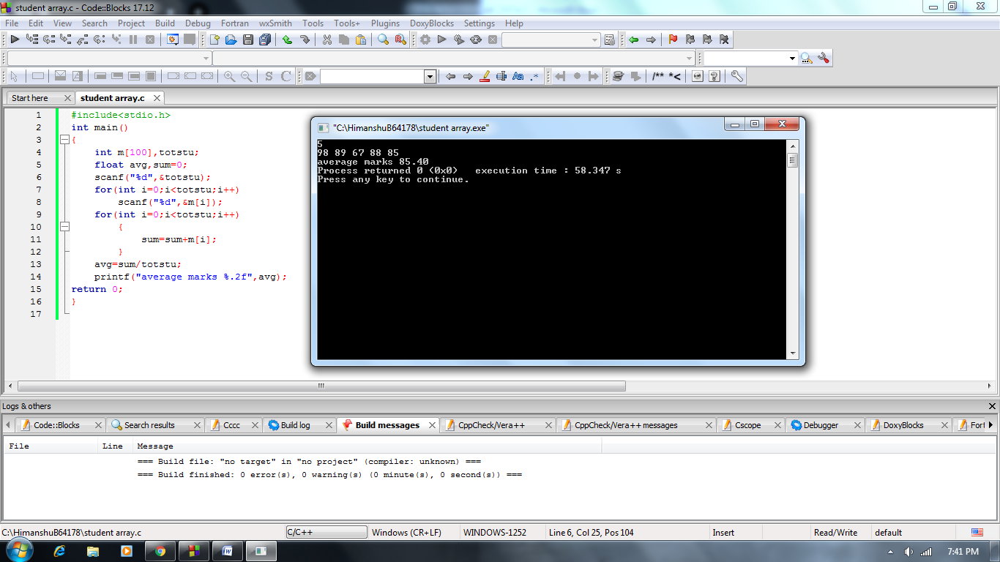 student array.c - Code::Blocks 17.12
File Edit View Search Project Build Debug Fortran wxSmith Tools Tools+ Plugins DoxyBlocks Settings Help
Start here
student array.c
1 #include<stdio.h>
2 int main()
3 {
4 int m[100],totstu;
5 float avg,sum=0;
6 scanf("%d",&totstu);
7 for(int i=0;i<totstu;i++)
8 scanf("%d",&m[i]);
9 for(int i=0;i<totstu;i++)
10 {
11 sum=sum+m[i];
12 }
13 avg=sum/totstu;
14 printf("average marks %.2f",avg);
15 return 0;
16 }
17
"C:\HimanshuB64178\student array.exe"
5
98 89 67 88 85
average marks 85.40
Process returned 0 (0x0)   execution time : 58.347 s
Press any key to continue.
Logs & others
Code::Blocks Search results Cccc Build log Build messages CppCheck/Vera++ CppCheck/Vera++ messages Cscope Debugger DoxyBlocks Fort
File Line Message
=== Build file: "no target" in "no project" (compiler: unknown) ===
=== Build finished: 0 error(s), 0 warning(s) (0 minute(s), 0 second(s)) ===
C:\HimanshuB64178\student array.c C/C++ Windows (CR+LF) WINDOWS-1252 Line 6, Col 25, Pos 104 Insert Read/Write default
7:41 PM